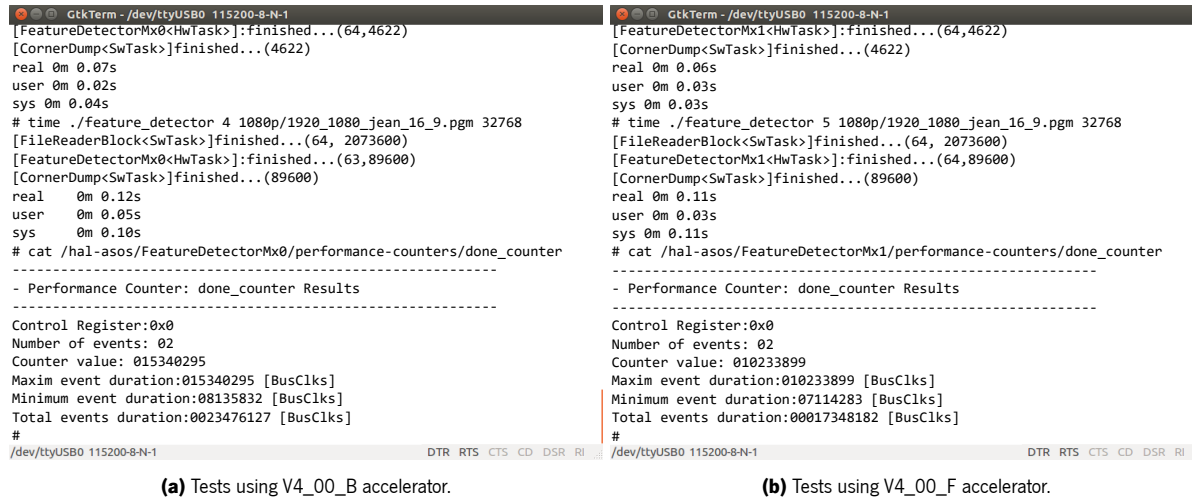 GtkTerm - /dev/ttyUSB0 115200-8-N-1
[FeatureDetectorMx0<HwTask>]:finished...(64,4622)
[CornerDump<SwTask>]finished...(4622)
real 0m 0.07s
user 0m 0.02s
sys 0m 0.04s
# time ./feature_detector 4 1080p/1920_1080_jean_16_9.pgm 32768
[FileReaderBlock<SwTask>]finished...(64, 2073600)
[FeatureDetectorMx0<HwTask>]:finished...(63,89600)
[CornerDump<SwTask>]finished...(89600)
real 0m 0.12s
user 0m 0.05s
sys 0m 0.10s
# cat /hal-asos/FeatureDetectorMx0/performance-counters/done_counter
------------------------------------------------------------
- Performance Counter: done_counter Results
------------------------------------------------------------
Control Register:0x0
Number of events: 02
Counter value: 015340295
Maxim event duration:015340295 [BusClks]
Minimum event duration:08135832 [BusClks]
Total events duration:0023476127 [BusClks]
#
/dev/ttyUSB0 115200-8-N-1 DTR RTS CTS CD DSR RI
(a) Tests using V4_00_B accelerator.
GtkTerm - /dev/ttyUSB0 115200-8-N-1
[FeatureDetectorMx1<HwTask>]:finished...(64,4622)
[CornerDump<SwTask>]finished...(4622)
real 0m 0.06s
user 0m 0.03s
sys 0m 0.03s
# time ./feature_detector 5 1080p/1920_1080_jean_16_9.pgm 32768
[FileReaderBlock<SwTask>]finished...(64, 2073600)
[FeatureDetectorMx1<HwTask>]:finished...(64,89600)
[CornerDump<SwTask>]finished...(89600)
real 0m 0.11s
user 0m 0.03s
sys 0m 0.11s
# cat /hal-asos/FeatureDetectorMx1/performance-counters/done_counter
------------------------------------------------------------
- Performance Counter: done_counter Results
------------------------------------------------------------
Control Register:0x0
Number of events: 02
Counter value: 010233899
Maxim event duration:010233899 [BusClks]
Minimum event duration:07114283 [BusClks]
Total events duration:00017348182 [BusClks]
#
/dev/ttyUSB0 115200-8-N-1 DTR RTS CTS CD DSR RI
(b) Tests using V4_00_F accelerator.